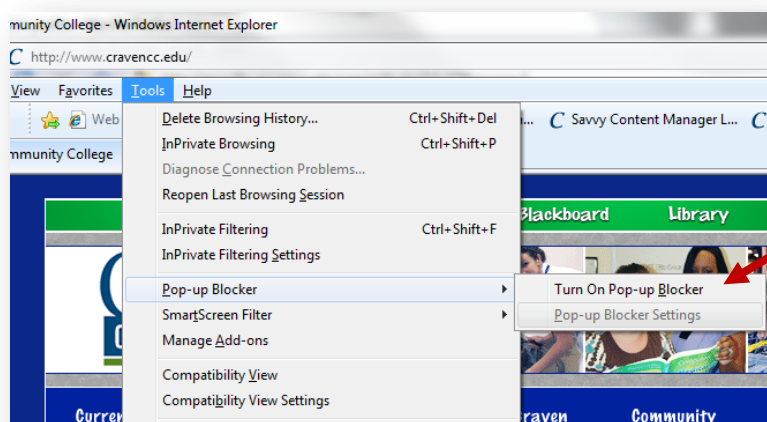 munity College - Windows Internet Explorer
C http://www.cravencc.edu/
View Favorites Tools Help
Web
Delete Browsing History... Ctrl+Shift+Del
... C Savvy Content Manager L... C
InPrivate Browsing Ctrl+Shift+P
mmunity College
Diagnose Connection Problems...
Reopen Last Browsing Session
Blackboard Library
InPrivate Filtering Ctrl+Shift+F
InPrivate Filtering Settings
Pop-up Blocker
Turn On Pop-up Blocker
SmartScreen Filter
Pop-up Blocker Settings
Manage Add-ons
Compatibility View
Compatibility View Settings
Curren
raven Community